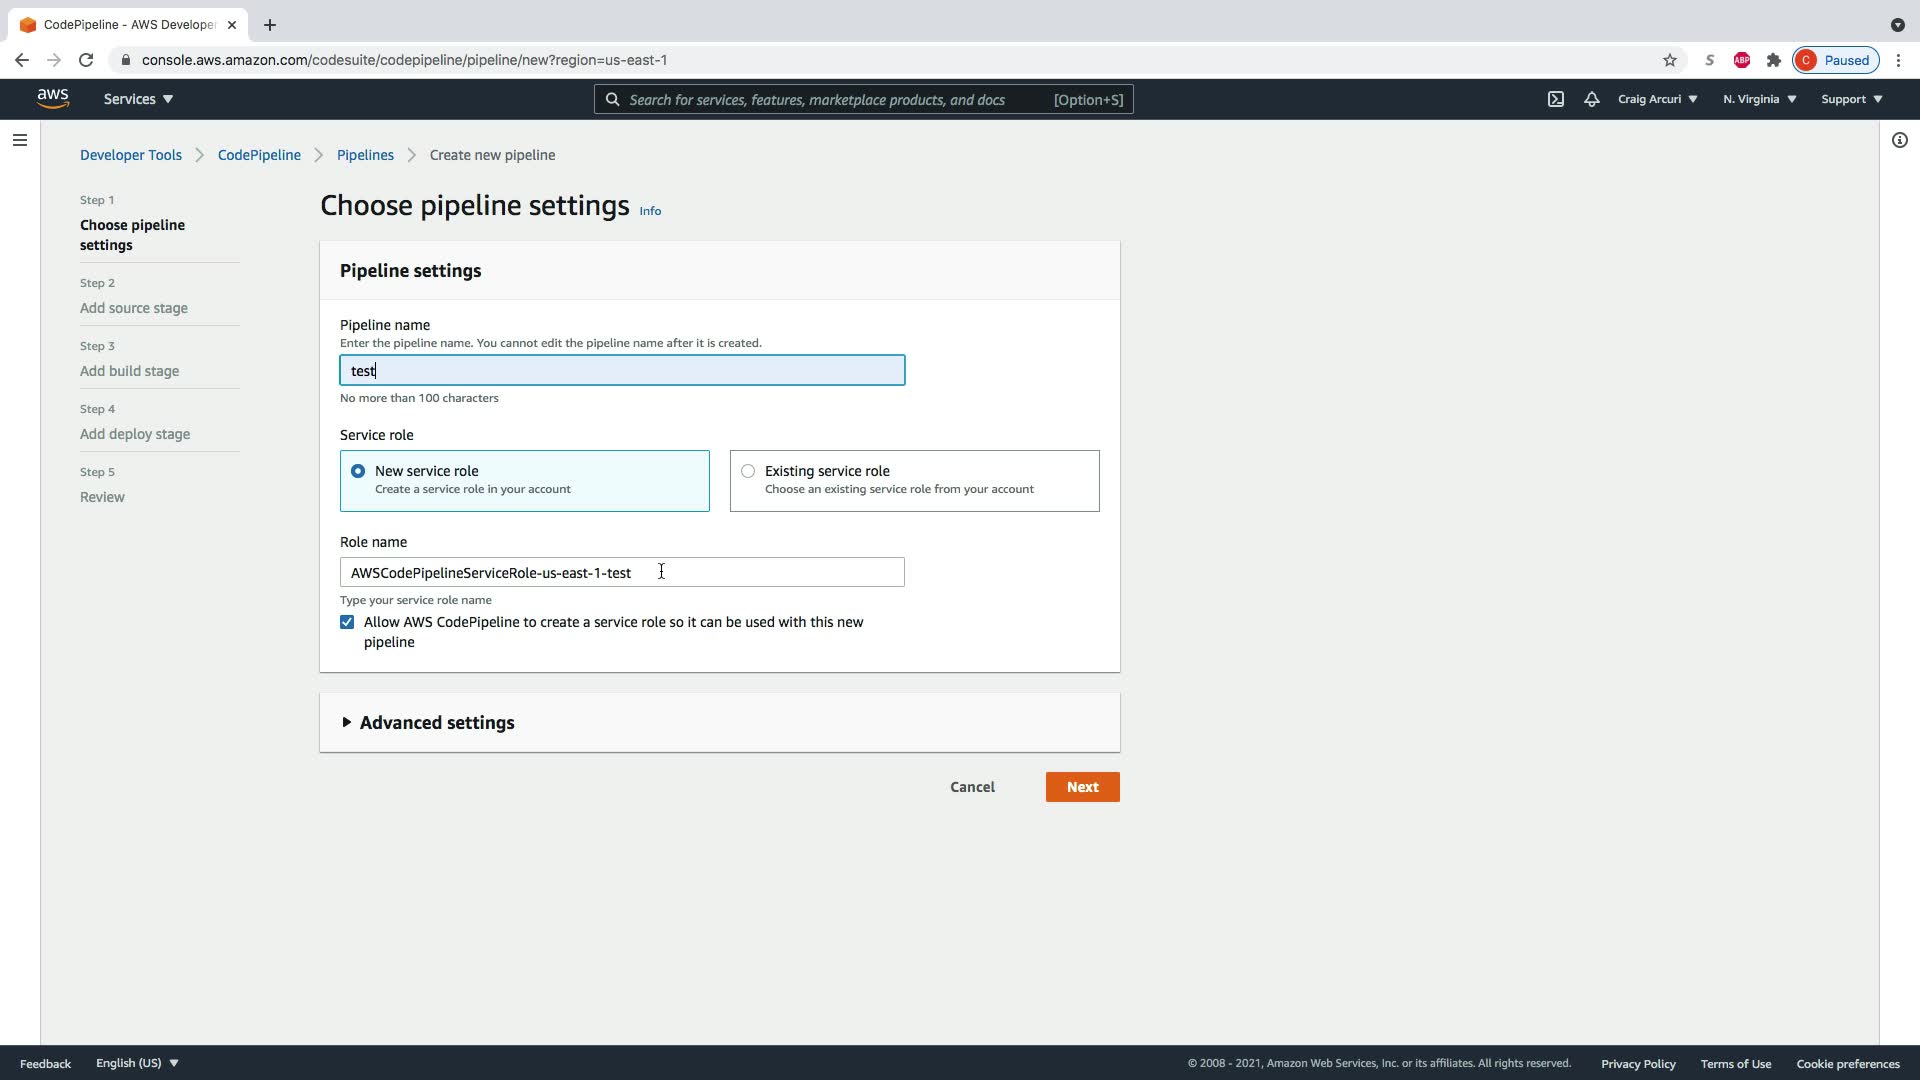 CodePipeline - AWS Developer
console.aws.amazon.com/codesuite/codepipeline/pipeline/new?region=us-east-1
S
ABP
C
Paused
aws
Services
Search for services, features, marketplace products, and docs
[Option+S]
Craig Arcuri
N. Virginia
Support
Developer Tools
CodePipeline
Pipelines
Create new pipeline
Step 1
Choose pipeline
settings
Step 2
Add source stage
Step 3
Add build stage
Step 4
Add deploy stage
Step 5
Review
Choose pipeline settings
Info
Pipeline settings
Pipeline name
Enter the pipeline name. You cannot edit the pipeline name after it is created.
test
No more than 100 characters
Service role
New service role
Create a service role in your account
Existing service role
Choose an existing service role from your account
Role name
AWSCodePipelineServiceRole-us-east-1-test
Type your service role name
Allow AWS CodePipeline to create a service role so it can be used with this new
pipeline
Advanced settings
Cancel
Next
Feedback
English (US)
© 2008 - 2021, Amazon Web Services, Inc. or its affiliates. All rights reserved.
Privacy Policy
Terms of Use
Cookie preferences